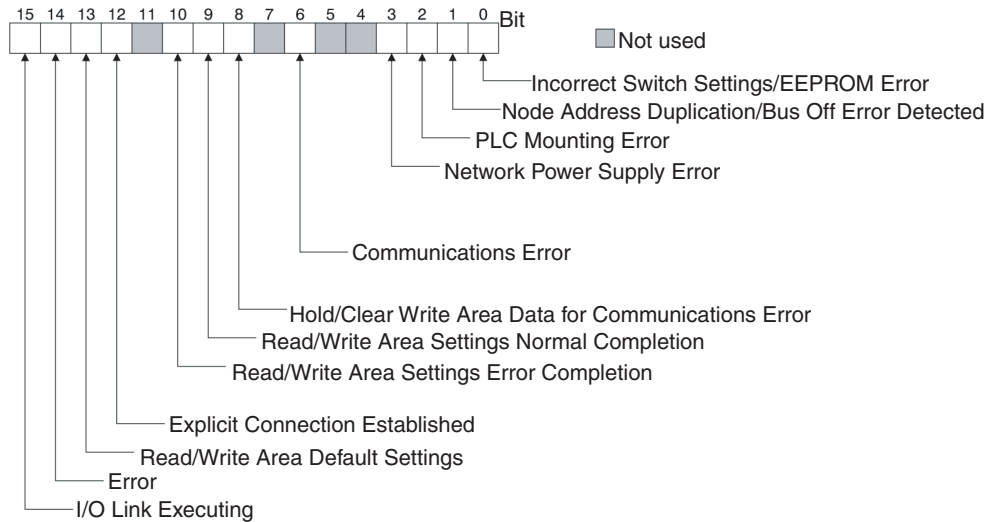 15 14 13 12 11 10 9 8 7 6 5 4 3 2 1 0 Bit
Not used
Incorrect Switch Settings/EEPROM Error
Node Address Duplication/Bus Off Error Detected
PLC Mounting Error
Network Power Supply Error
Communications Error
Hold/Clear Write Area Data for Communications Error
Read/Write Area Settings Normal Completion
Read/Write Area Settings Error Completion
Explicit Connection Established
Read/Write Area Default Settings
Error
I/O Link Executing